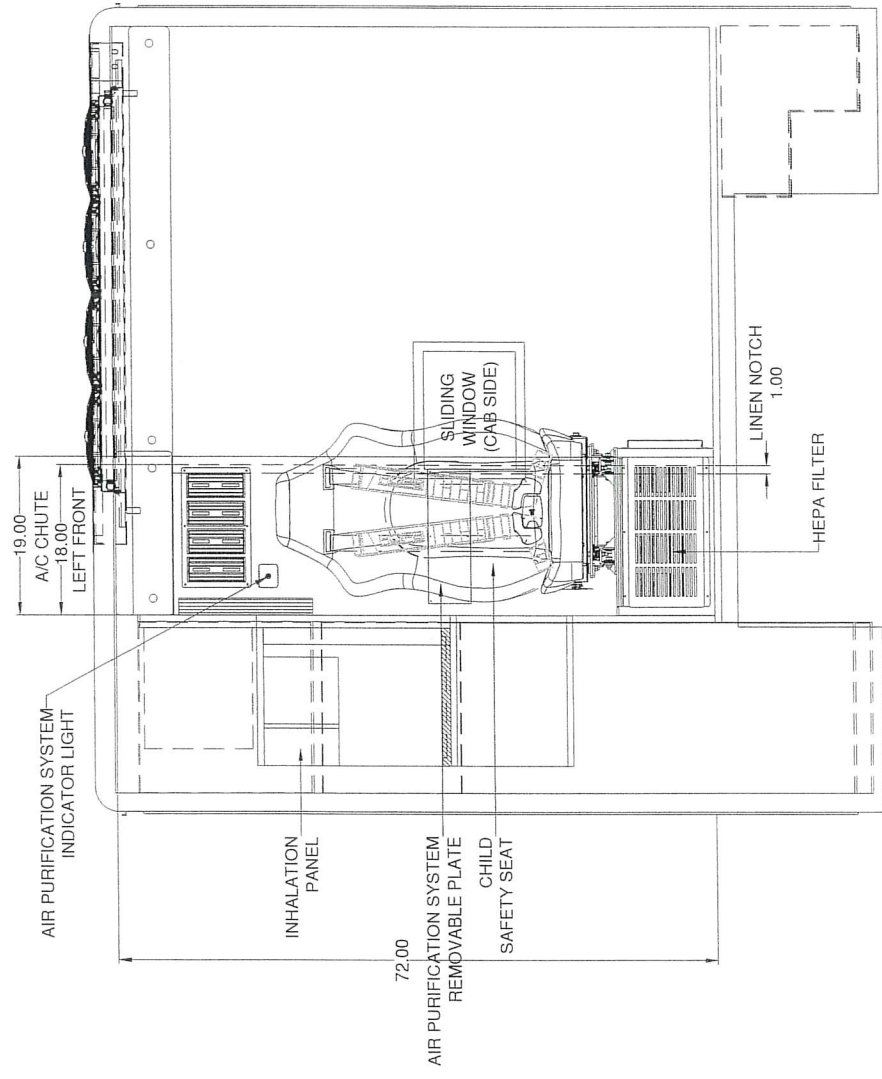 19.00
A/C CHUTE
18.00
LEFT FRONT
AIR PURIFICATION SYSTEM
INDICATOR LIGHT
INHALATION
PANEL
72.00
AIR PURIFICATION SYSTEM
REMOVABLE PLATE
CHILD
SAFETY SEAT
SLIDING
WINDOW
(CAB SIDE)
LINEN NOTCH
1.00
HEPA FILTER